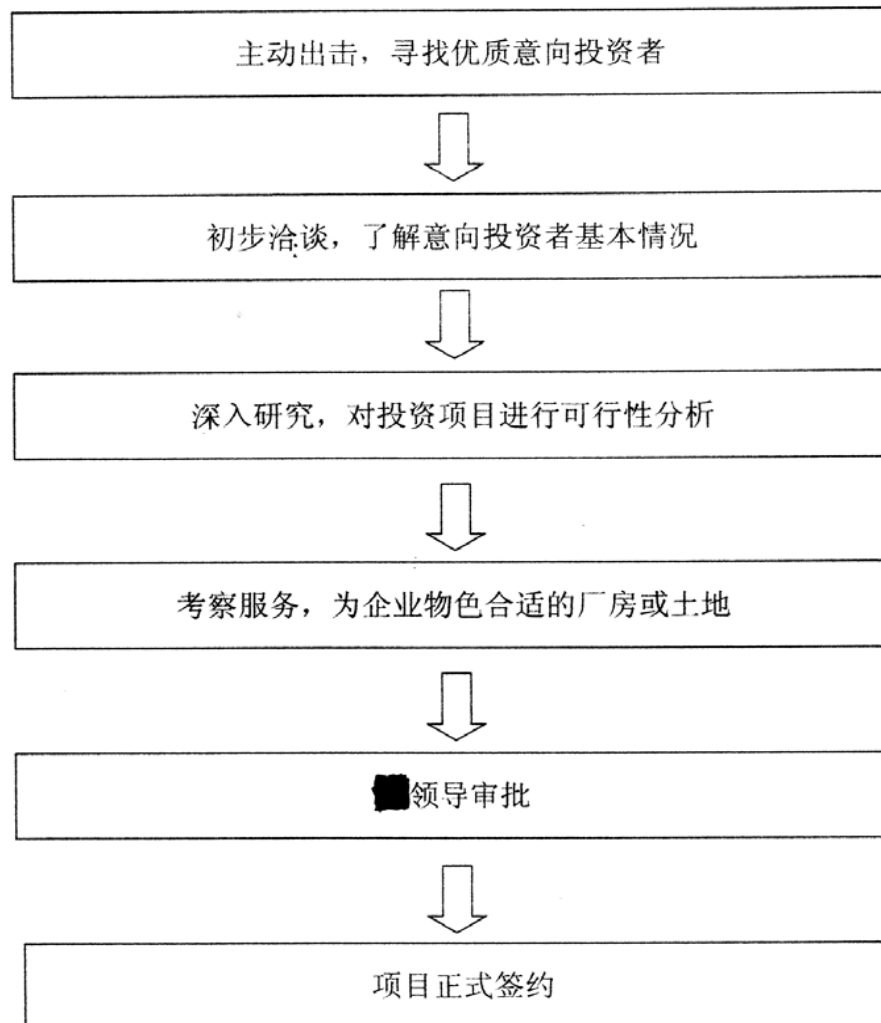 主动出击，寻找优质意向投资者
初步洽谈，了解意向投资者基本情况
深入研究，对投资项目进行可行性分析
考察服务，为企业物色合适的厂房或土地
领导审批
项目正式签约